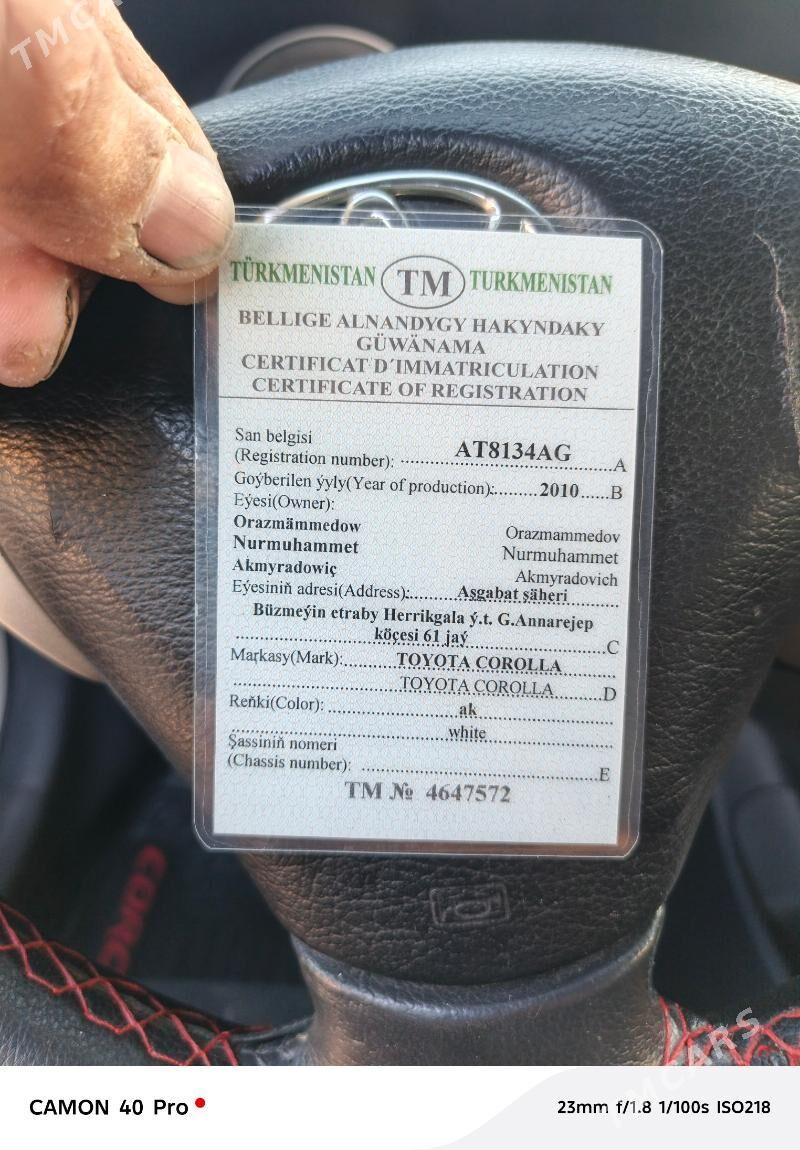 TMCARS
TÜRKMENISTAN TM TURKMENISTAN
BELLIGE ALNANDYGY HAKYNDAKY
GÜWÄNAMA
CERTIFICAT D'IMMATRICULATION
CERTIFICATE OF REGISTRATION
San belgisi
(Registration number): AT8134AG A
Goýberilen ýyly(Year of production):.........2010......B
Eýesi(Owner):
Orazmämmedow Orazmammedov
Nurmuhammet Nurmuhammet
Akmyradowiç Akmyradovich
Eýesiniň adresi(Address): Aşgabat şäheri
Büzmeýin etraby Herrikgala ý.t. G.Annarejep
köçesi 61 jaý C
Markasy(Mark): TOYOTA COROLLA
TOYOTA COROLLA D
Reňki(Color): ak
white
Şassiniň nomeri
(Chassis number): E
TM № 4647572
TMCARS
CAMON 40 Pro 23mm f/1.8 1/100s ISO218